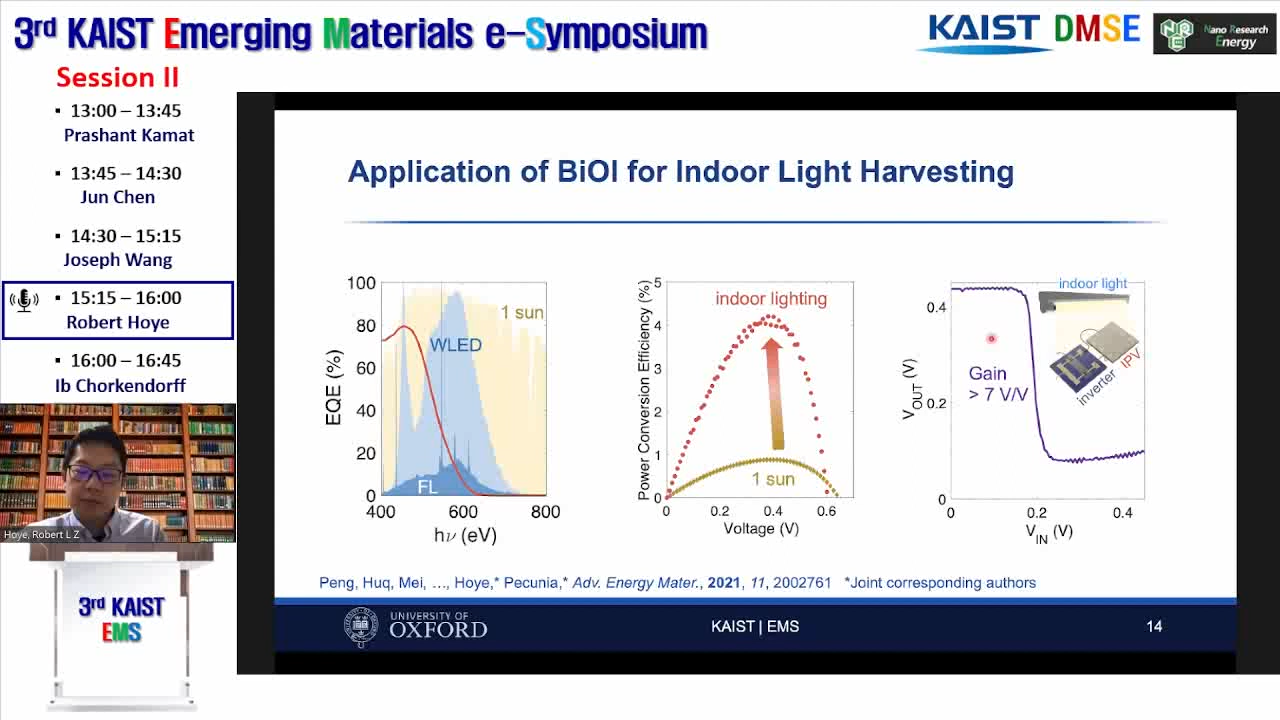 3rd KAIST Emerging Materials e-Symposium
KAIST DMSE
NRE Nano Research Energy
Session II
▪ 13:00 – 13:45
Prashant Kamat
▪ 13:45 – 14:30
Jun Chen
▪ 14:30 – 15:15
Joseph Wang
▪ 15:15 – 16:00
Robert Hoye
▪ 16:00 – 16:45
Ib Chorkendorff
Hoye, Robert L Z
3rd KAIST
EMS
Application of BiOI for Indoor Light Harvesting
EQE (%)
100
80
60
40
20
0
1 sun
WLED
FL
400
600
800
hν (eV)
Power Conversion Efficiency (%)
5
4
3
2
1
0
indoor lighting
1 sun
0
0.2
0.4
0.6
Voltage (V)
VOUT (V)
0.4
0.2
0
indoor light
IPV
inverter
Gain
> 7 V/V
0
0.2
0.4
VIN (V)
Peng, Huq, Mei, ..., Hoye,* Pecunia,* Adv. Energy Mater., 2021, 11, 2002761 *Joint corresponding authors
UNIVERSITY OF
OXFORD
KAIST | EMS
14